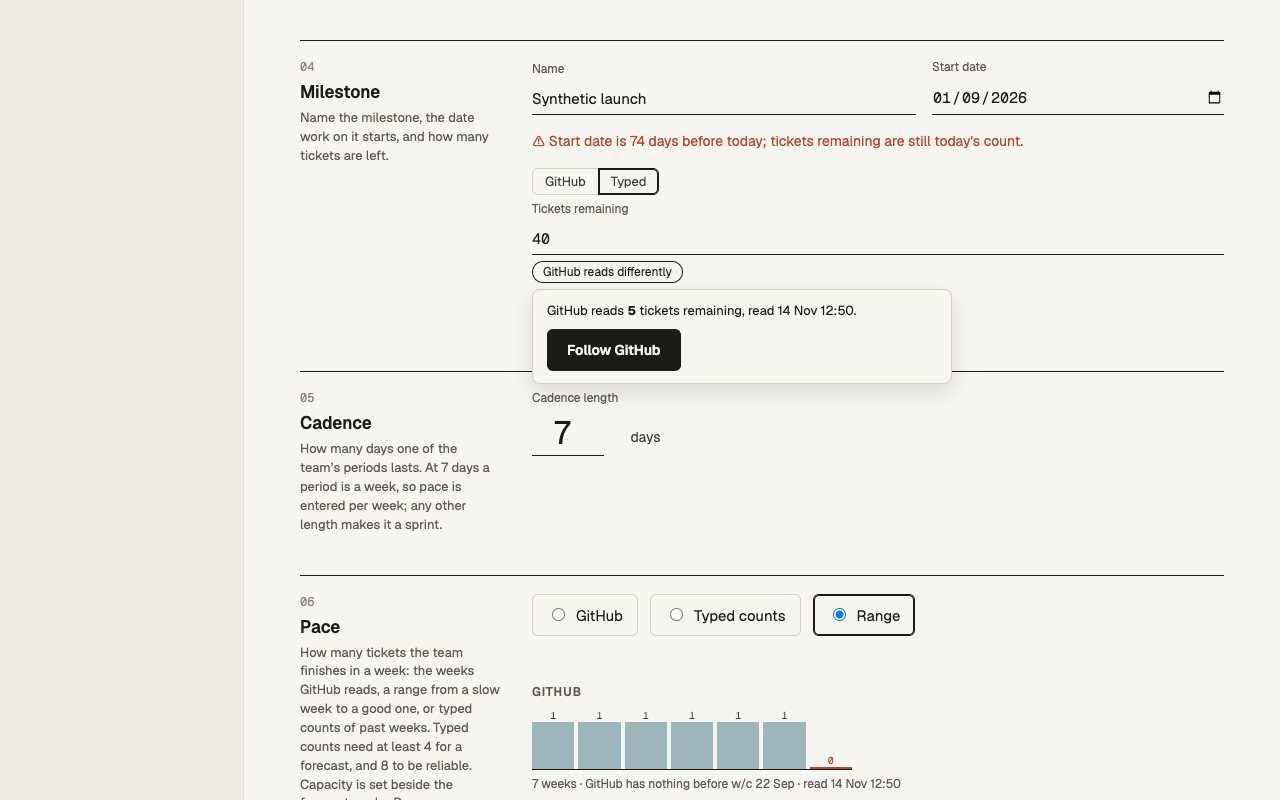 04
Milestone
Name the milestone, the date
work on it starts, and how many
tickets are left.
Name
Synthetic launch
Start date
01/09/2026
Start date is 74 days before today; tickets remaining are still today's count.
GitHub
Typed
Tickets remaining
40
GitHub reads differently
GitHub reads 5 tickets remaining, read 14 Nov 12:50.
Follow GitHub
05
Cadence
How many days one of the
team's periods lasts. At 7 days a
period is a week, so pace is
entered per week; any other
length makes it a sprint.
Cadence length
7 days
06
Pace
How many tickets the team
finishes in a week: the weeks
GitHub reads, a range from a slow
week to a good one, or typed
counts of past weeks. Typed
counts need at least 4 for a
forecast, and 8 to be reliable.
Capacity is set beside the
GitHub
Typed counts
Range
GITHUB
1 1 1 1 1 1 0
7 weeks · GitHub has nothing before w/c 22 Sep · read 14 Nov 12:50